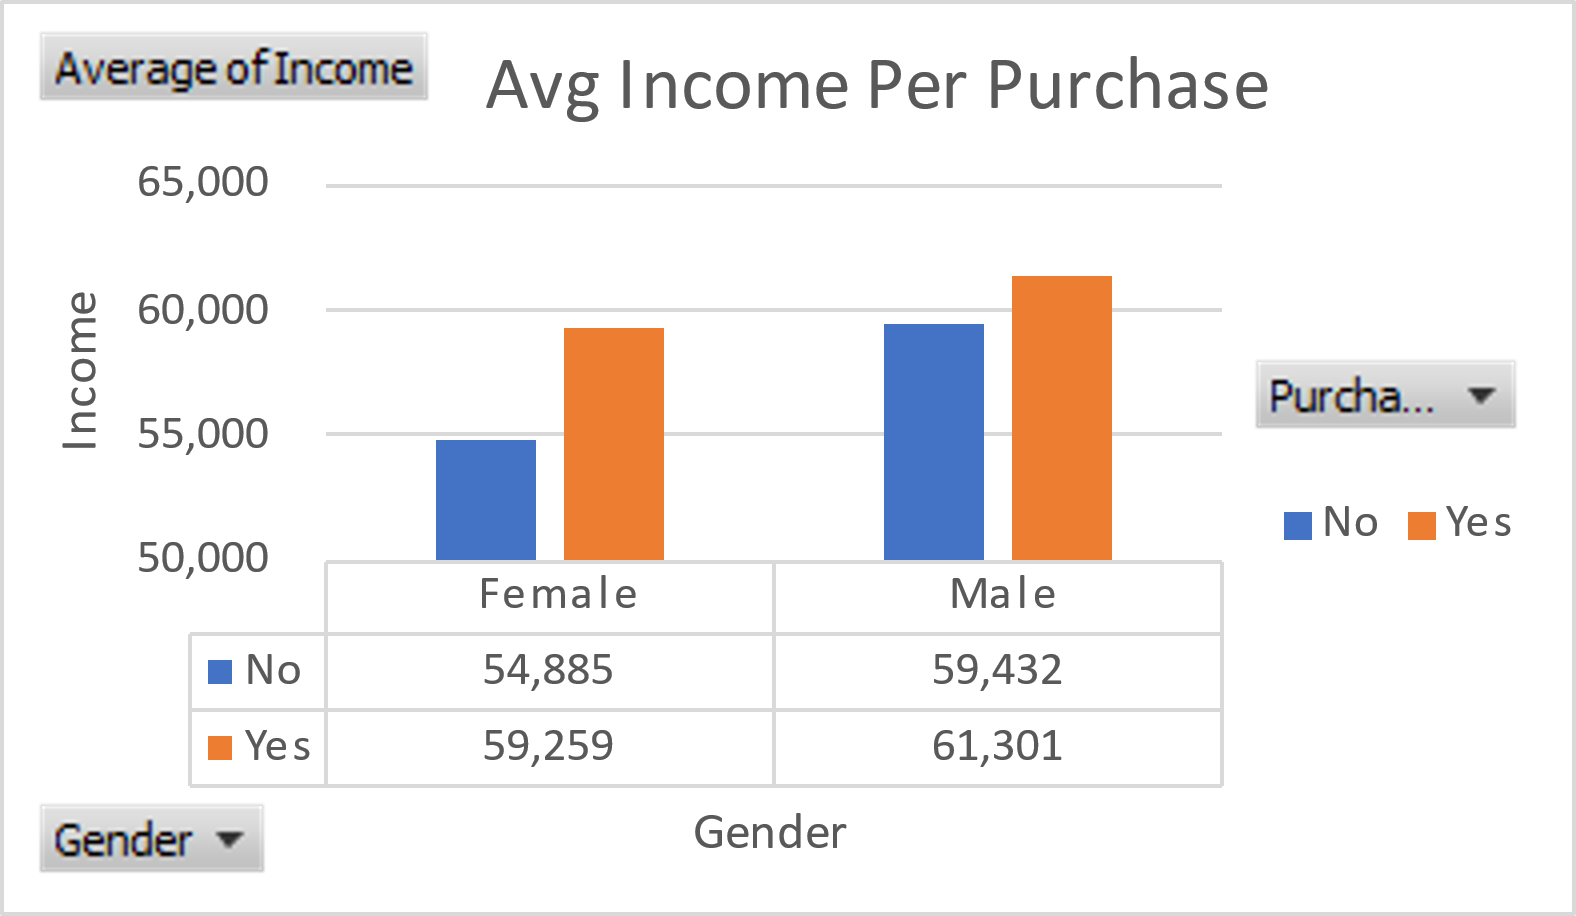 Average of Income
Avg Income Per Purchase
65,000
60,000
55,000
50,000
Income
Purcha...
No Yes
Female Male
No 54,885 59,432
Yes 59,259 61,301
Gender
Gender